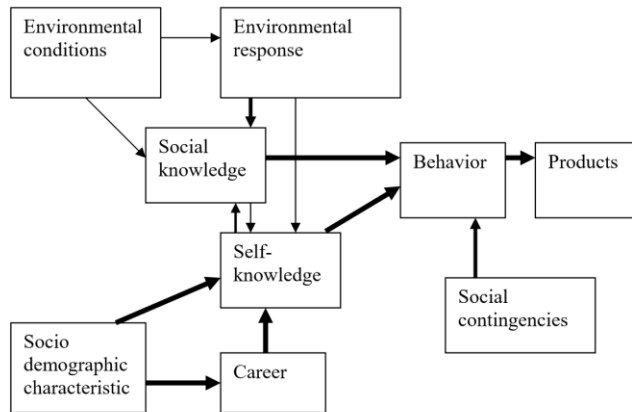 Environmental
conditions
Environmental
response
Social
knowledge
Behavior
Products
Self-
knowledge
Social
contingencies
Socio
demographic
characteristic
Career